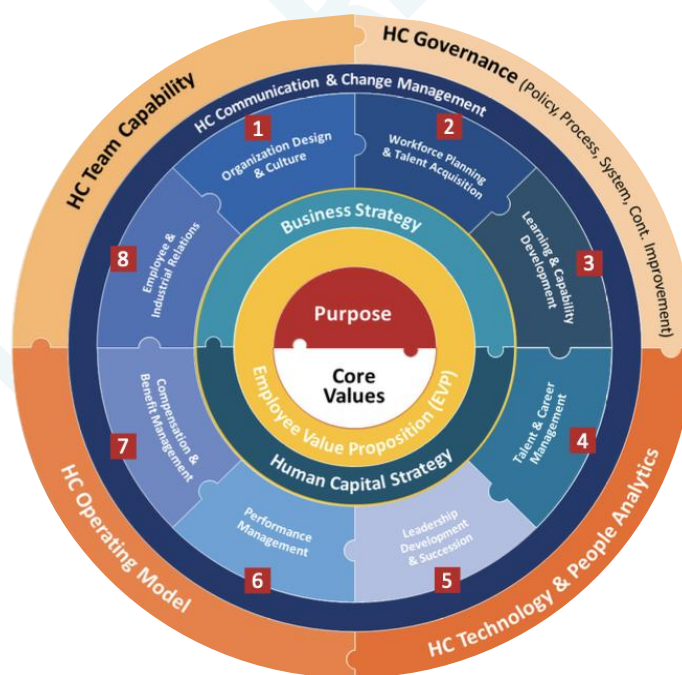 HC Team Capability
HC Governance (Policy, Process, System, Cont. Improvement)
HC Communication & Change Management
1
Organization Design
& Culture
2
Workforce Planning
& Talent Acquisition
3
Learning & Capability
Development
4
Talent & Career
Management
5
Leadership
Development
& Succession
6
Performance
Management
7
Compensation &
Benefit Management
8
Employee &
Industrial Relations
Business Strategy
Human Capital Strategy
Employee Value Proposition (EVP)
Purpose
Core
Values
HC Operating Model
HC Technology & People Analytics